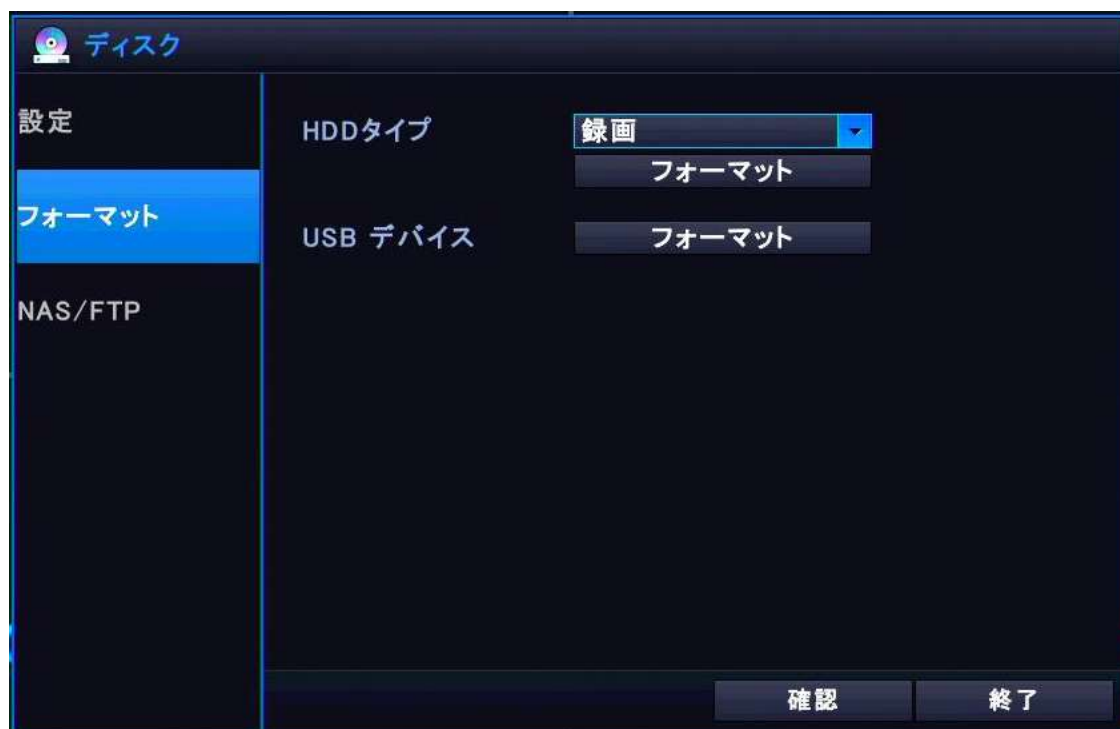 ディスク
設定
フォーマット
NAS/FTP
HDDタイプ 録画
フォーマット
USB デバイス フォーマット
確認 終了